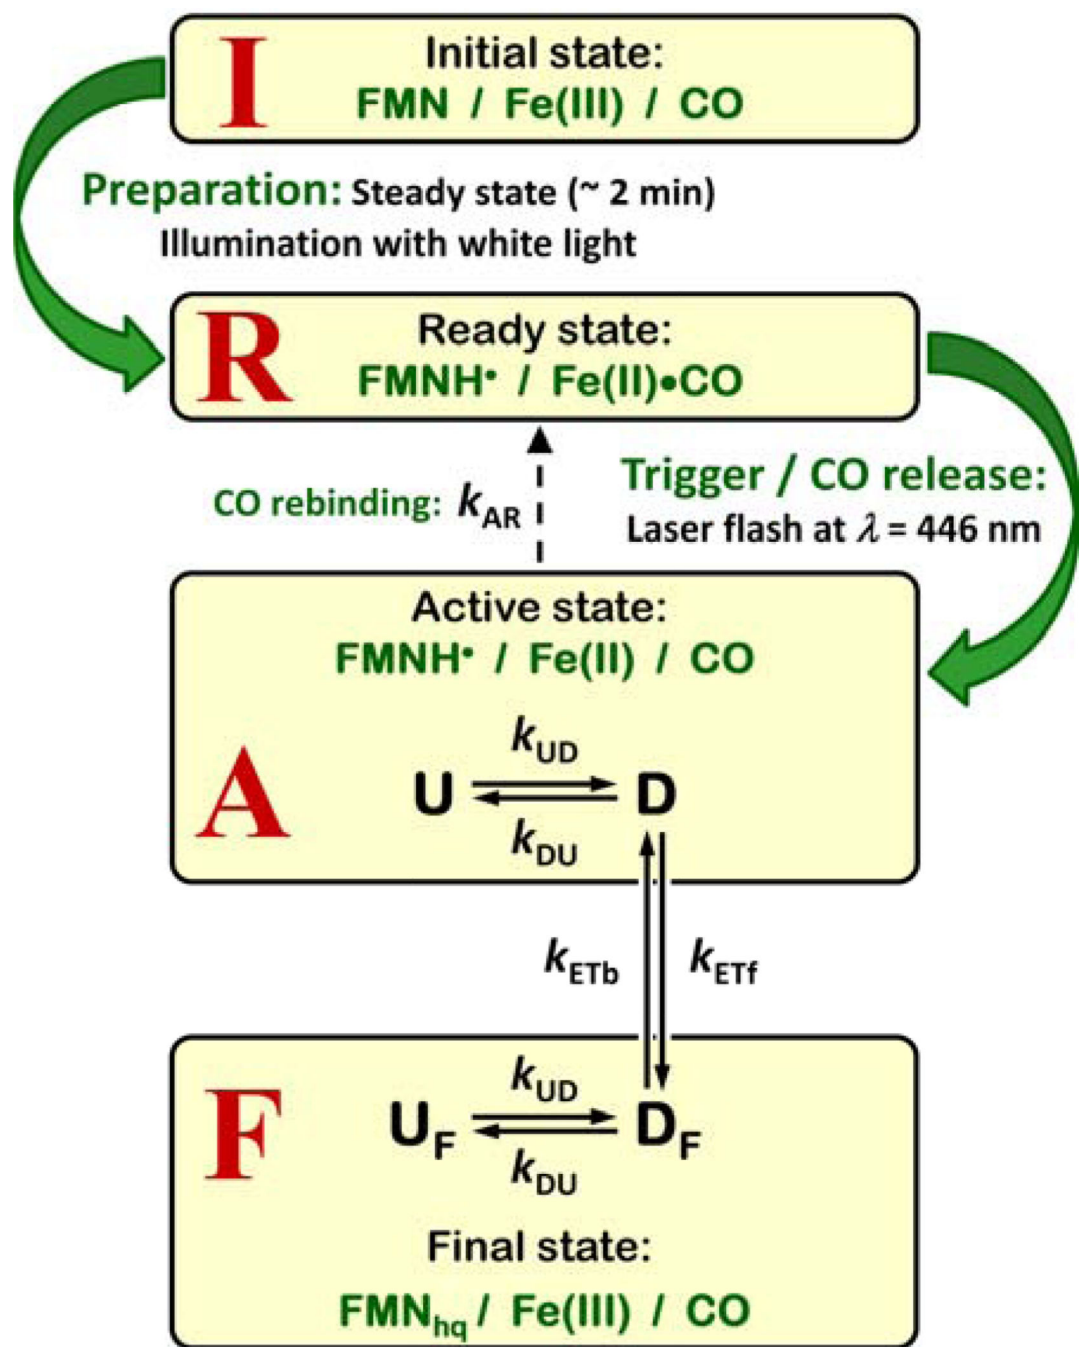 I
Initial state:
FMN / Fe(III) / CO
Preparation: Steady state (~ 2 min)
Illumination with white light
R
Ready state:
FMNH• / Fe(II)•CO
CO rebinding: kAR
Trigger / CO release:
Laser flash at λ = 446 nm
Active state:
FMNH• / Fe(II) / CO
A
kUD
U D
kDU
kETb kETf
F
kUD
UF DF
kDU
Final state:
FMNhq / Fe(III) / CO